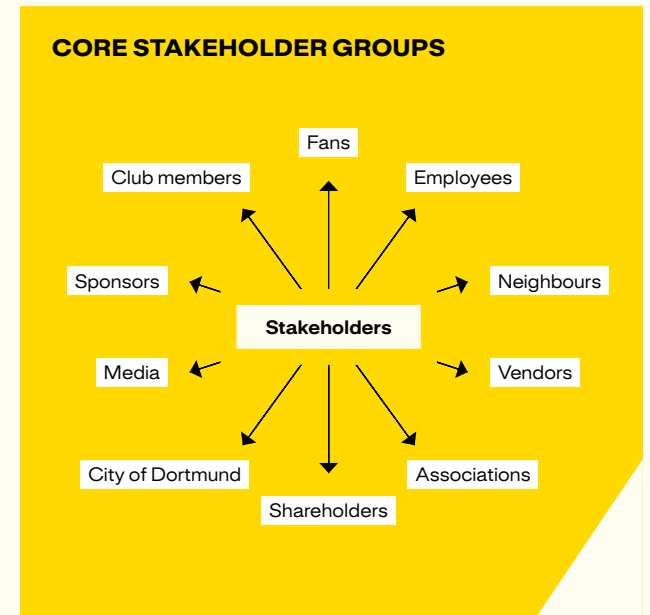 CORE STAKEHOLDER GROUPS
Fans
Club members
Employees
Sponsors
Neighbours
Stakeholders
Media
Vendors
City of Dortmund
Associations
Shareholders